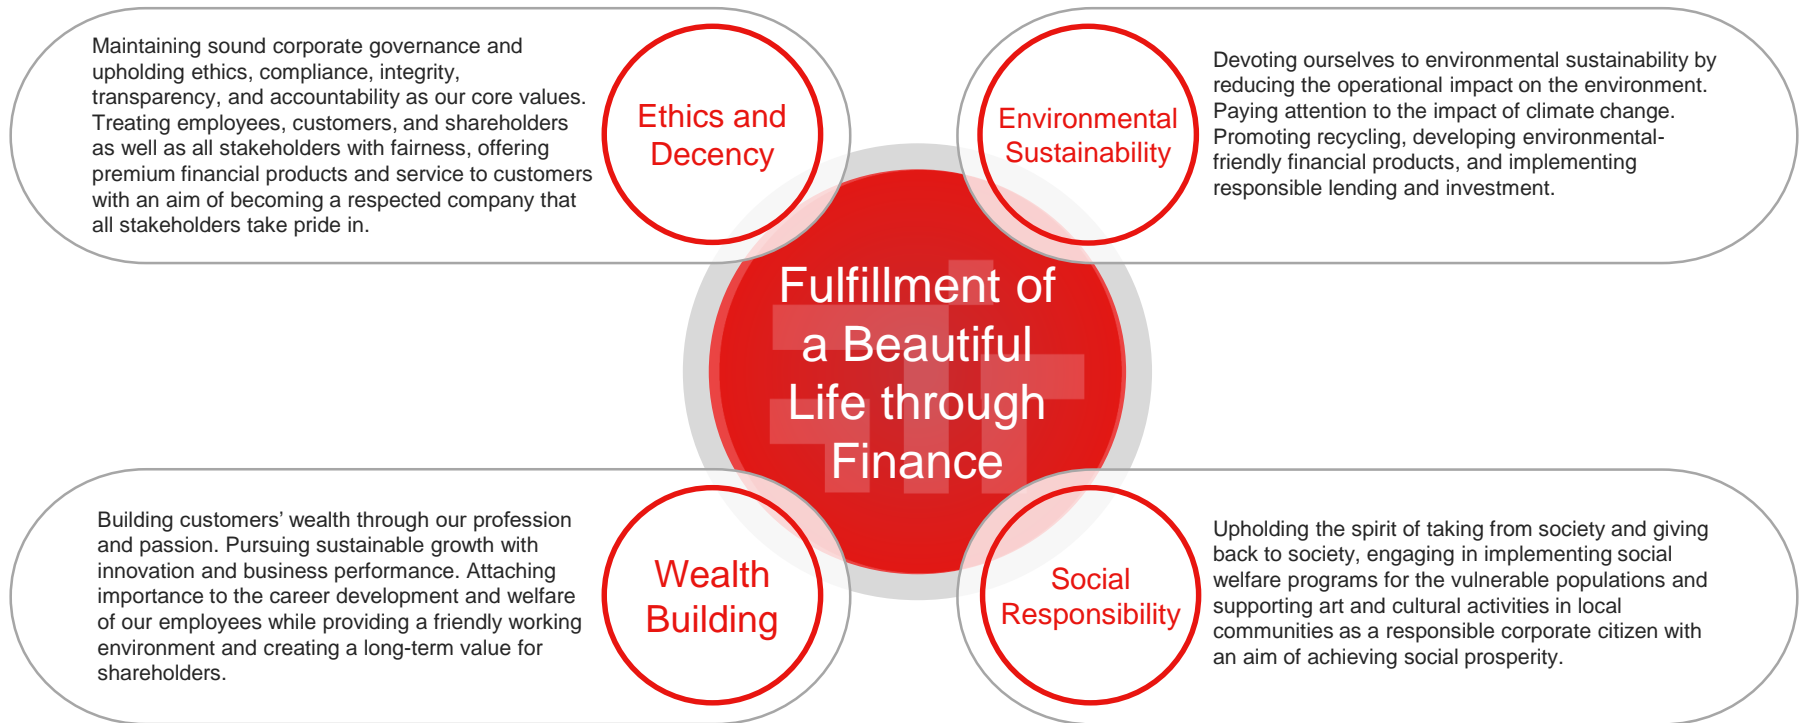 Maintaining sound corporate governance and
upholding ethics, compliance, integrity,
transparency, and accountability as our core values.
Treating employees, customers, and shareholders
as well as all stakeholders with fairness, offering
premium financial products and service to customers
with an aim of becoming a respected company that
all stakeholders take pride in.
Ethics and
Decency
Environmental
Sustainability
Devoting ourselves to environmental sustainability by
reducing the operational impact on the environment.
Paying attention to the impact of climate change.
Promoting recycling, developing environmental-
friendly financial products, and implementing
responsible lending and investment.
Fulfillment of
a Beautiful
Life through
Finance
Building customers’ wealth through our profession
and passion. Pursuing sustainable growth with
innovation and business performance. Attaching
importance to the career development and welfare
of our employees while providing a friendly working
environment and creating a long-term value for
shareholders.
Wealth
Building
Social
Responsibility
Upholding the spirit of taking from society and giving
back to society, engaging in implementing social
welfare programs for the vulnerable populations and
supporting art and cultural activities in local
communities as a responsible corporate citizen with
an aim of achieving social prosperity.